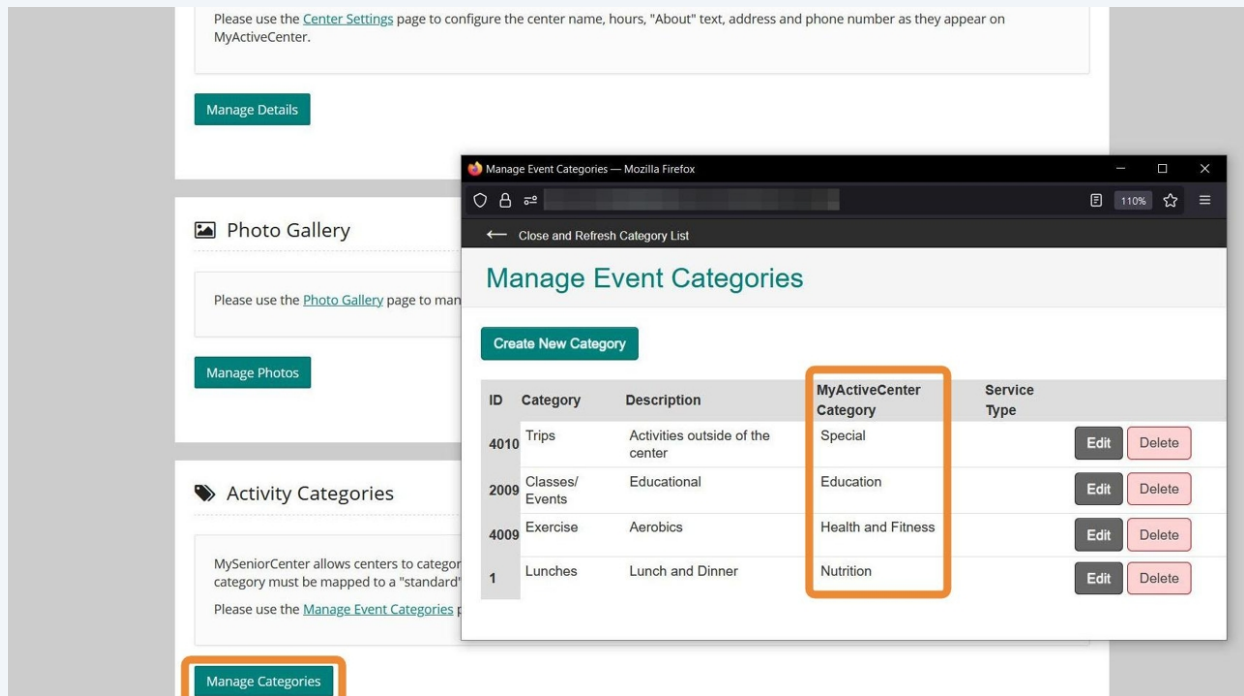 Please use the Center Settings page to configure the center name, hours, "About" text, address and phone number as they appear on
MyActiveCenter.
Manage Details
Photo Gallery
Please use the Photo Gallery page to man
Manage Photos
Activity Categories
MySeniorCenter allows centers to categor
category must be mapped to a "standard"
Please use the Manage Event Categories p
Manage Categories
Manage Event Categories — Mozilla Firefox
110%
Close and Refresh Category List
Manage Event Categories
Create New Category
ID Category Description MyActiveCenter Category Service Type
4010 Trips Activities outside of the center Special Edit Delete
2009 Classes/ Events Educational Education Edit Delete
4009 Exercise Aerobics Health and Fitness Edit Delete
1 Lunches Lunch and Dinner Nutrition Edit Delete